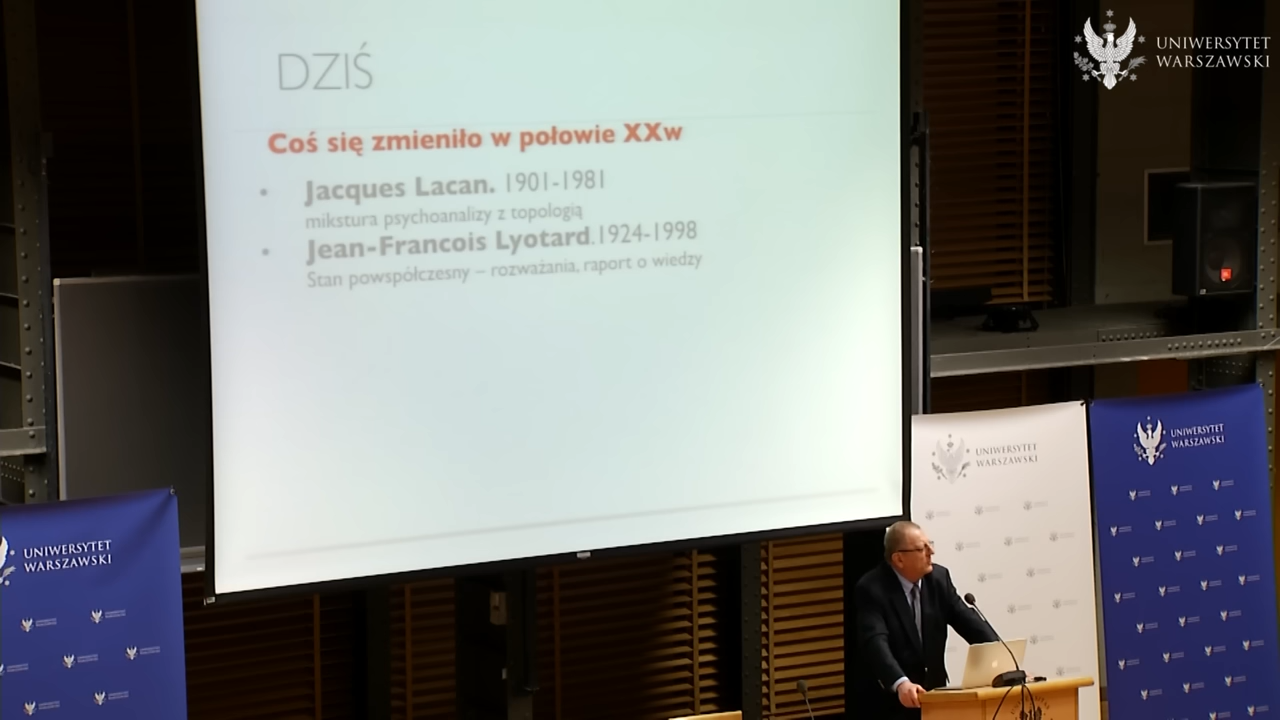 DZIŚ
Coś się zmieniło w połowie XXw
• Jacques Lacan. 1901-1981
mikstura psychoanalizy z topologią
• Jean-Francois Lyotard.1924-1998
Stan powspółczesny – rozważania, raport o wiedzy
UNIWERSYTET
WARSZAWSKI
UNIWERSYTET
WARSZAWSKI
UNIWERSYTET
WARSZAWSKI
UNIWERSYTET
WARSZAWSKI